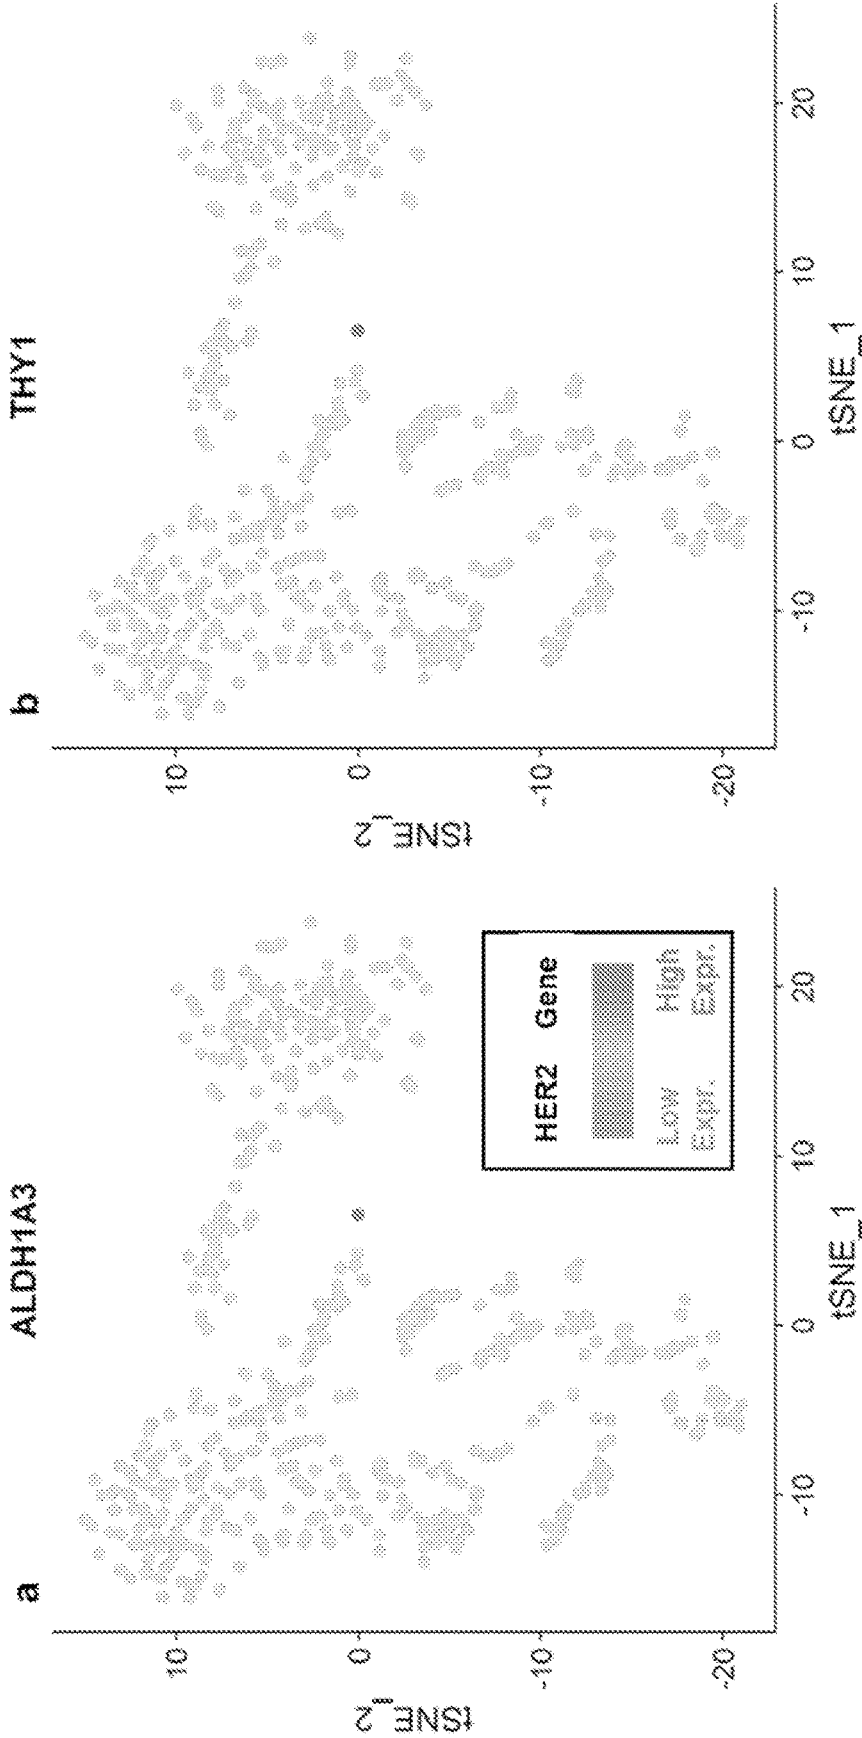 a
ALDH1A3
tSNE_2
10
0
-10
-20
-10
0
10
20
tSNE_1
HER2 Gene
Low High
Expr. Expr.
b
THY1
tSNE_2
10
0
-10
-20
-10
0
10
20
tSNE_1